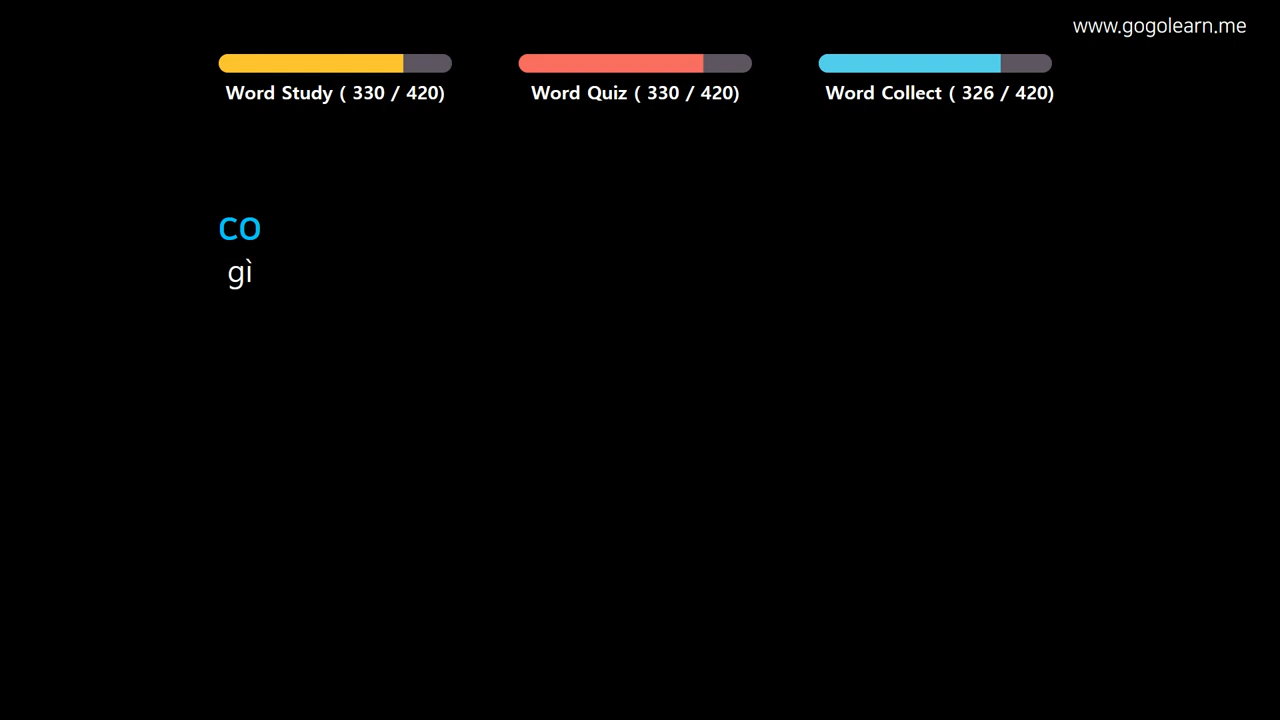 www.gogolearn.me
Word Study ( 330 / 420)
Word Quiz ( 330 / 420)
Word Collect ( 326 / 420)
co
gì